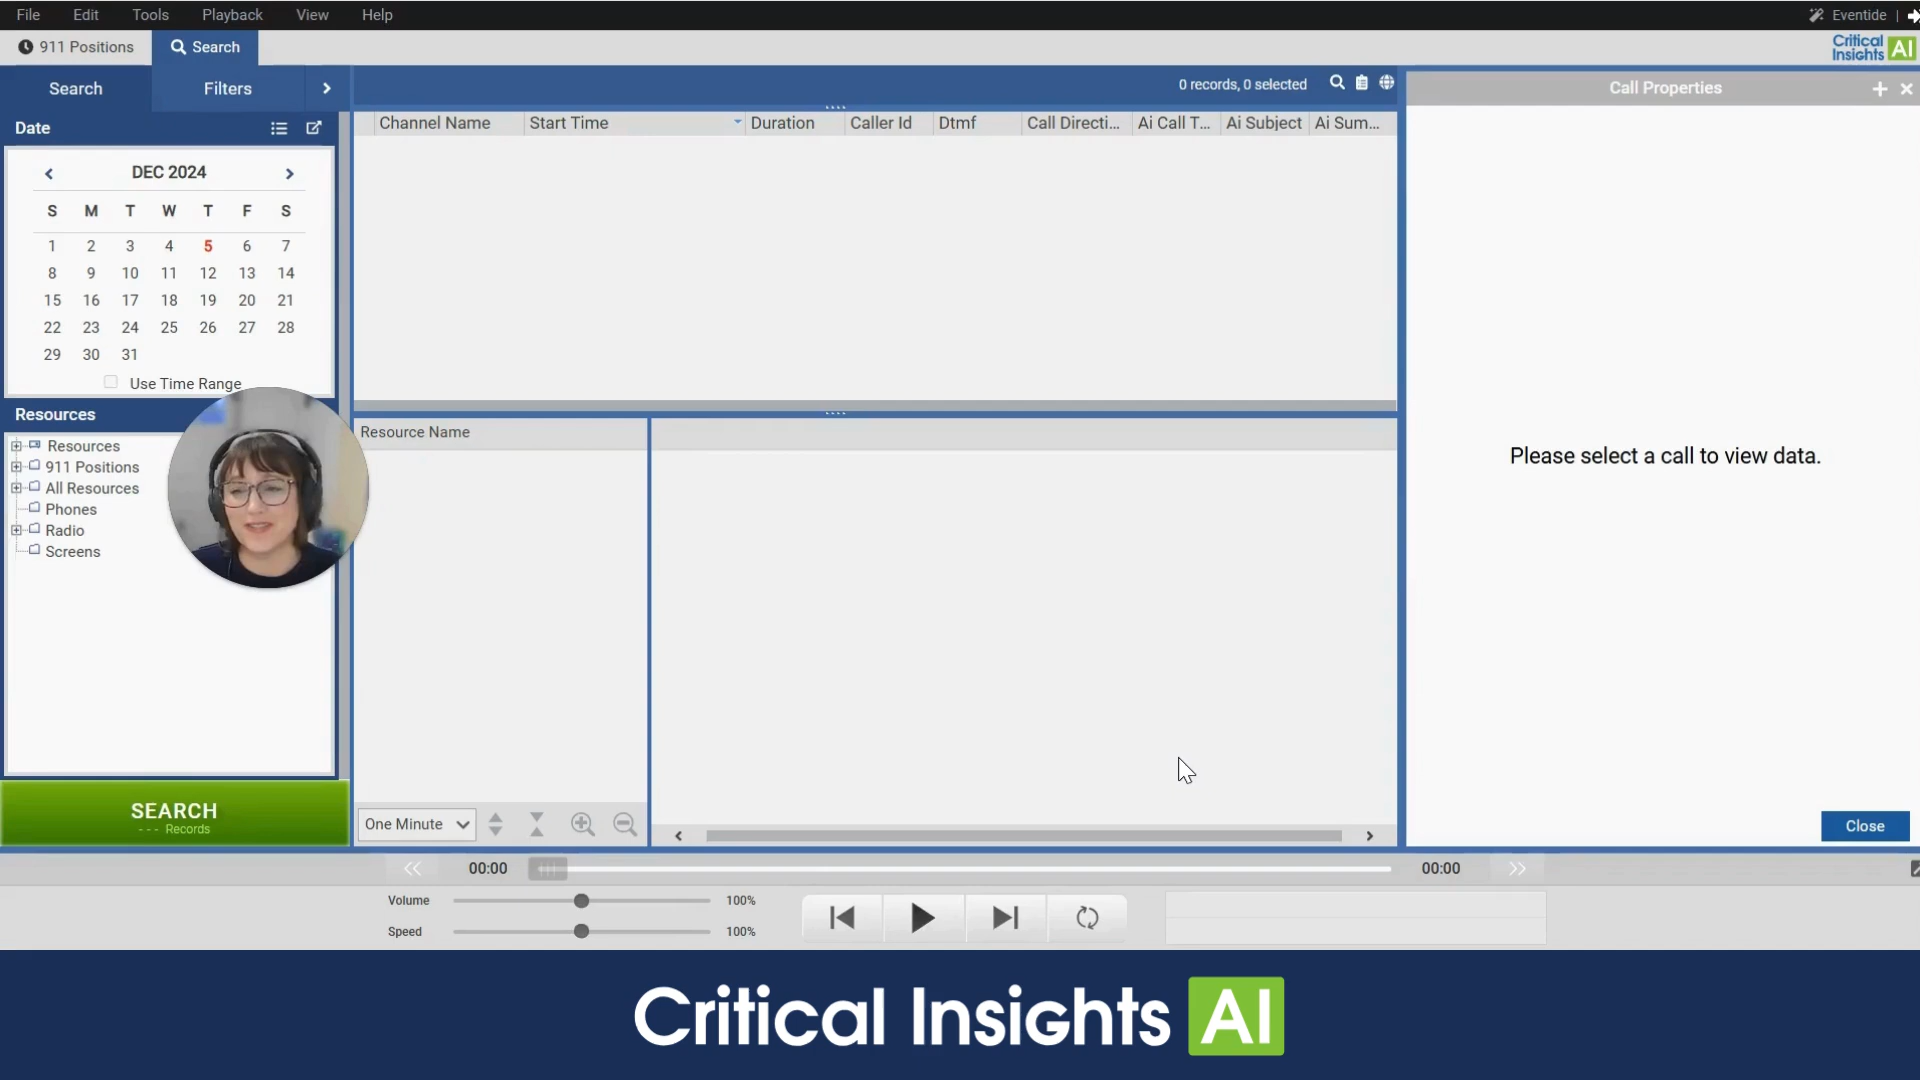 File Edit Tools Playback View Help
Eventide |
911 Positions Search
Critical Insights AI
Search Filters
0 records, 0 selected
Call Properties
Date
Channel Name Start Time Duration Caller Id Dtmf Call Directi... Ai Call T... Ai Subject Ai Sum...
DEC 2024
S M T W T F S
1 2 3 4 5 6 7
8 9 10 11 12 13 14
15 16 17 18 19 20 21
22 23 24 25 26 27 28
29 30 31
Use Time Range
Resources
Resources
911 Positions
All Resources
Phones
Radio
Screens
Resource Name
Please select a call to view data.
SEARCH
- - - Records
One Minute
Close
00:00 00:00
Volume 100%
Speed 100%
Critical Insights AI